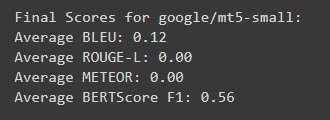 Final Scores for google/mt5-small:
Average BLEU: 0.12
Average ROUGE-L: 0.00
Average METEOR: 0.00
Average BERTScore F1: 0.56